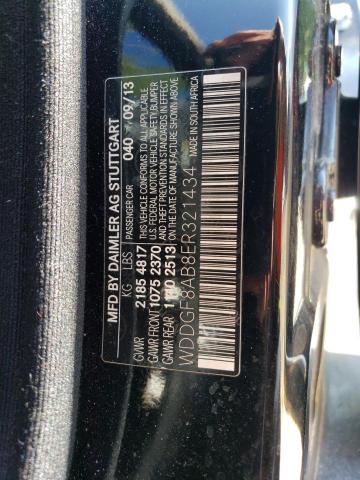 MFD BY DAIMLER AG STUTTGART
PASSENGER CAR 040 09/13
KG LBS
GVWR 2185 4817
GAWR FRONT 1075 2370
GAWR REAR 2513
THIS VEHICLE CONFORMS TO ALL APPLICABLE
U.S. FEDERAL MOTOR VEHICLE SAFETY, BUMPER
& THEFT PREVENTION STANDARDS IN EFFECT
ON THE DATE OF MANUFACTURE SHOWN ABOVE
WDDGF8AB8ER321434 MADE IN SOUTH AFRICA